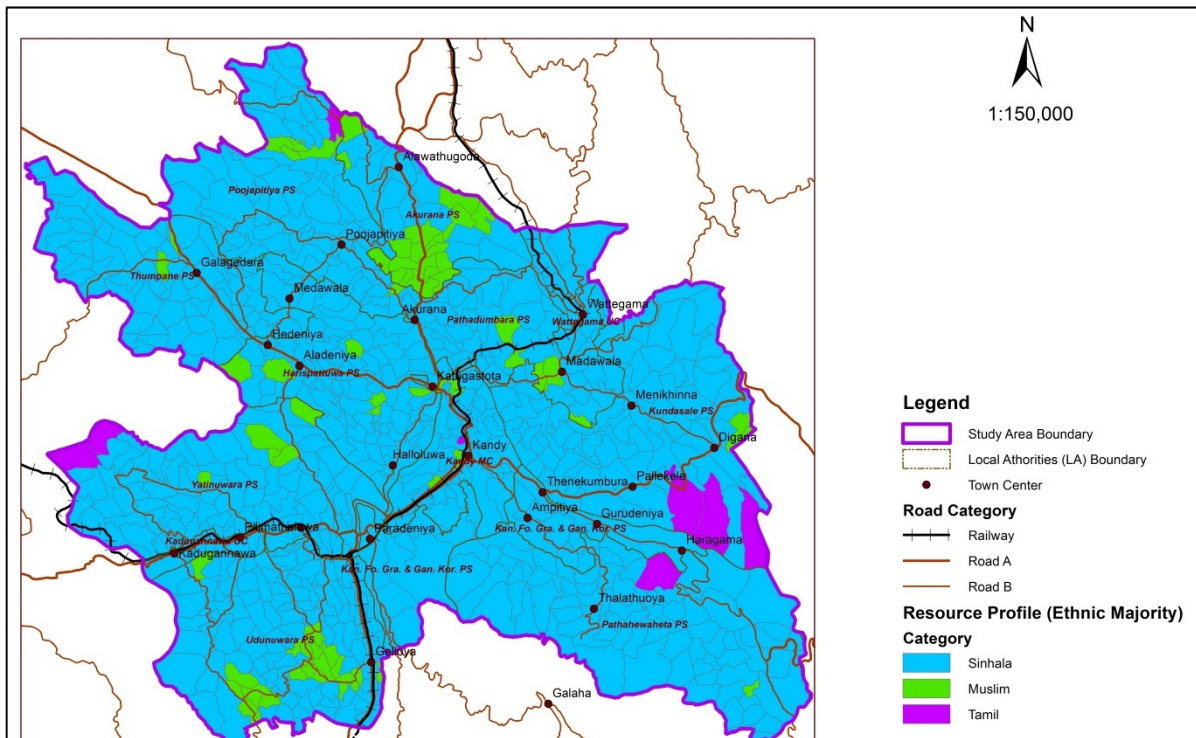 N
1:150,000
Alawathugoda
Poojapitiya PS
Akurana PS
Poojapitiya
Galagedara
Thumpane PS
Medawala
Wattegama
Akurana
Pathadumbara PS
Wattegama UC
Hedeniya
Aladeniya
Harispattuwa PS
Madawala
Katugastota
Menikhinna
Kundasale PS
Digana
Kandy
Kandy MC
Halloluwa
Yatinuwara PS
Thenekumbura
Pallekele
Ampitiya
Gurudeniya
Kan. Fo. Gra. & Gan. Kor. PS
Pilimathalawa
Peradeniya
Kadugannawa UC
Kadugannawa
Haragama
Kan. Fo. Gra. & Gan. Kor. PS
Thalathuoya
Pathahewaheta PS
Udunuwara PS
Gelioya
Galaha
Legend
Study Area Boundary
Local Athorities (LA) Boundary
Town Center
Road Category
Railway
Road A
Road B
Resource Profile (Ethnic Majority)
Category
Sinhala
Muslim
Tamil